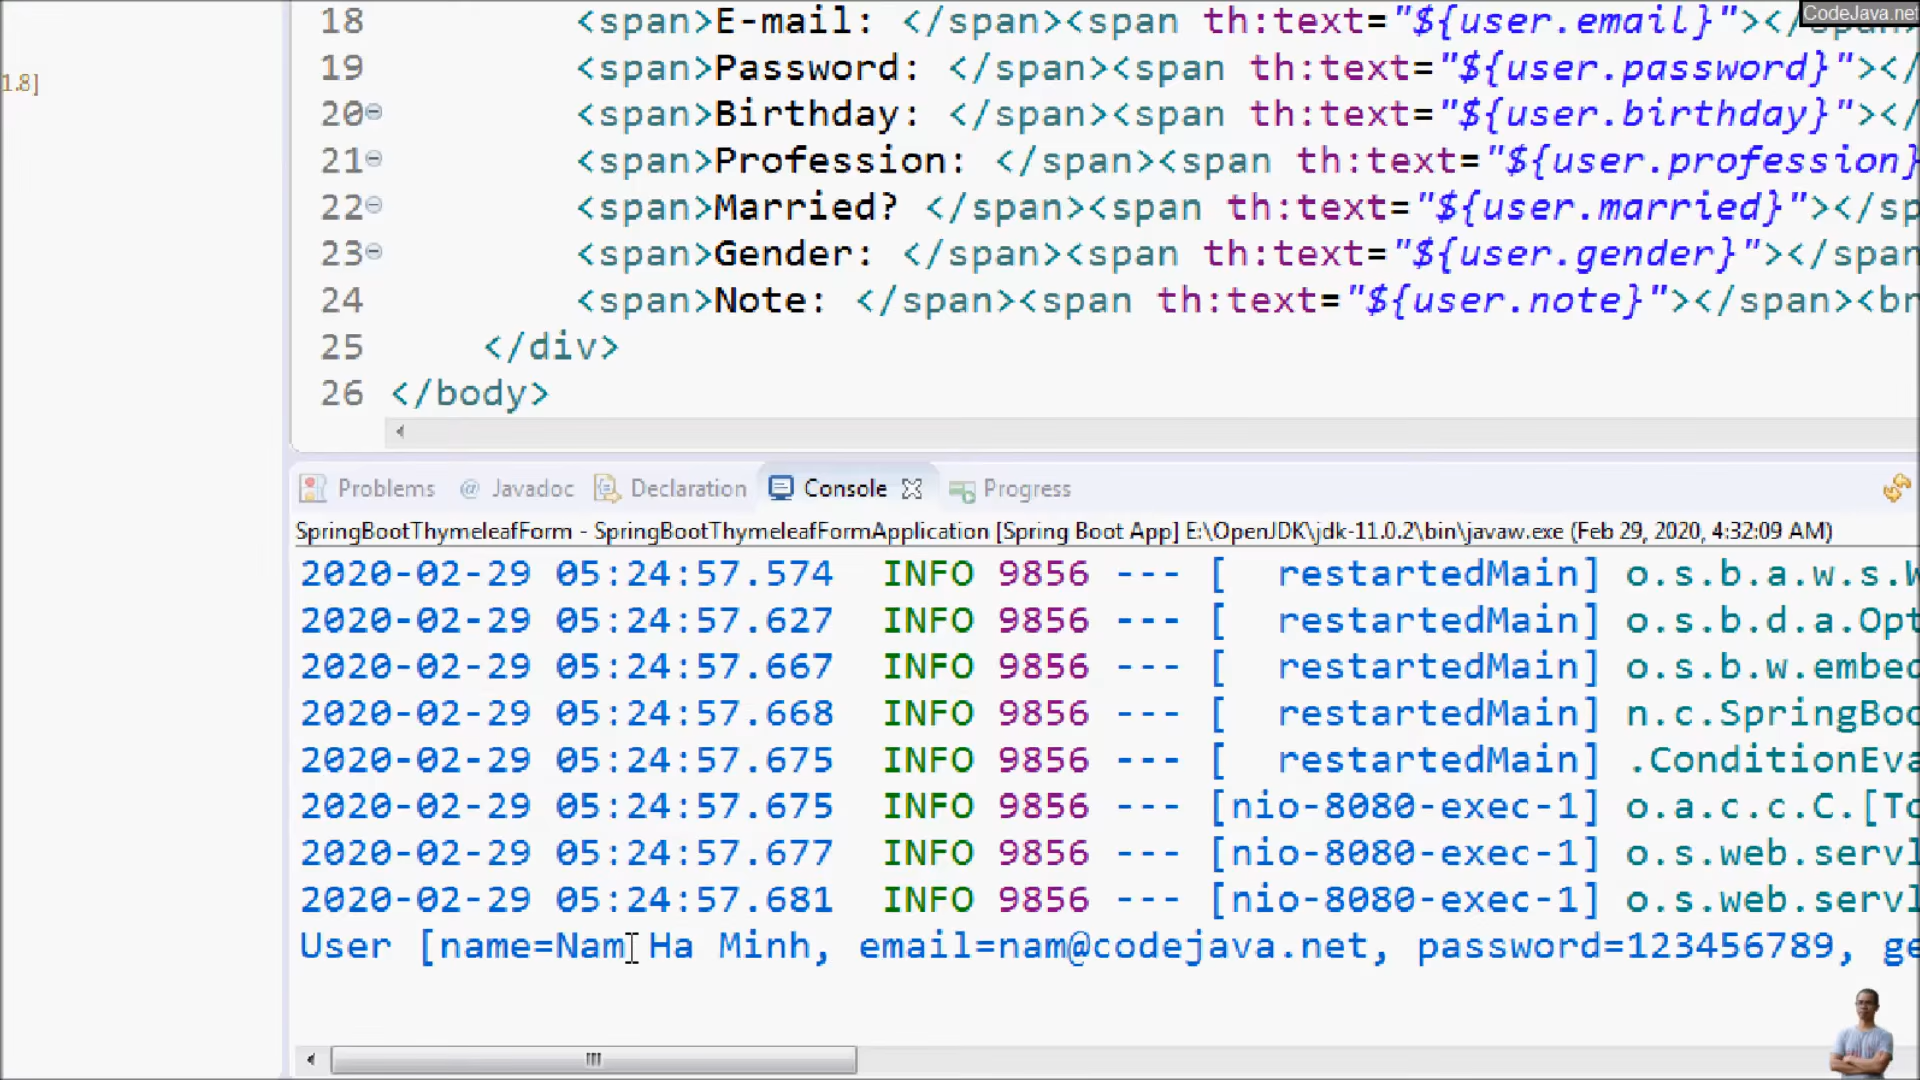 CodeJava.net
1.8]
18 <span>E-mail: </span><span th:text="${user.email}"></
19 <span>Password: </span><span th:text="${user.password}"></
20 <span>Birthday: </span><span th:text="${user.birthday}"></
21 <span>Profession: </span><span th:text="${user.profession}
22 <span>Married? </span><span th:text="${user.married}"></sp
23 <span>Gender: </span><span th:text="${user.gender}"></span
24 <span>Note: </span><span th:text="${user.note}"></span><br
25 </div>
26 </body>
Problems @ Javadoc Declaration Console Progress
SpringBootThymeleafForm - SpringBootThymeleafFormApplication [Spring Boot App] E:\OpenJDK\jdk-11.0.2\bin\javaw.exe (Feb 29, 2020, 4:32:09 AM)
2020-02-29 05:24:57.574 INFO 9856 --- [ restartedMain] o.s.b.a.w.s.W
2020-02-29 05:24:57.627 INFO 9856 --- [ restartedMain] o.s.b.d.a.Opt
2020-02-29 05:24:57.667 INFO 9856 --- [ restartedMain] o.s.b.w.embed
2020-02-29 05:24:57.668 INFO 9856 --- [ restartedMain] n.c.SpringBoo
2020-02-29 05:24:57.675 INFO 9856 --- [ restartedMain] .ConditionEva
2020-02-29 05:24:57.675 INFO 9856 --- [nio-8080-exec-1] o.a.c.c.C.[To
2020-02-29 05:24:57.677 INFO 9856 --- [nio-8080-exec-1] o.s.web.servl
2020-02-29 05:24:57.681 INFO 9856 --- [nio-8080-exec-1] o.s.web.servl
User [name=Nam Ha Minh, email=nam@codejava.net, password=123456789, ge